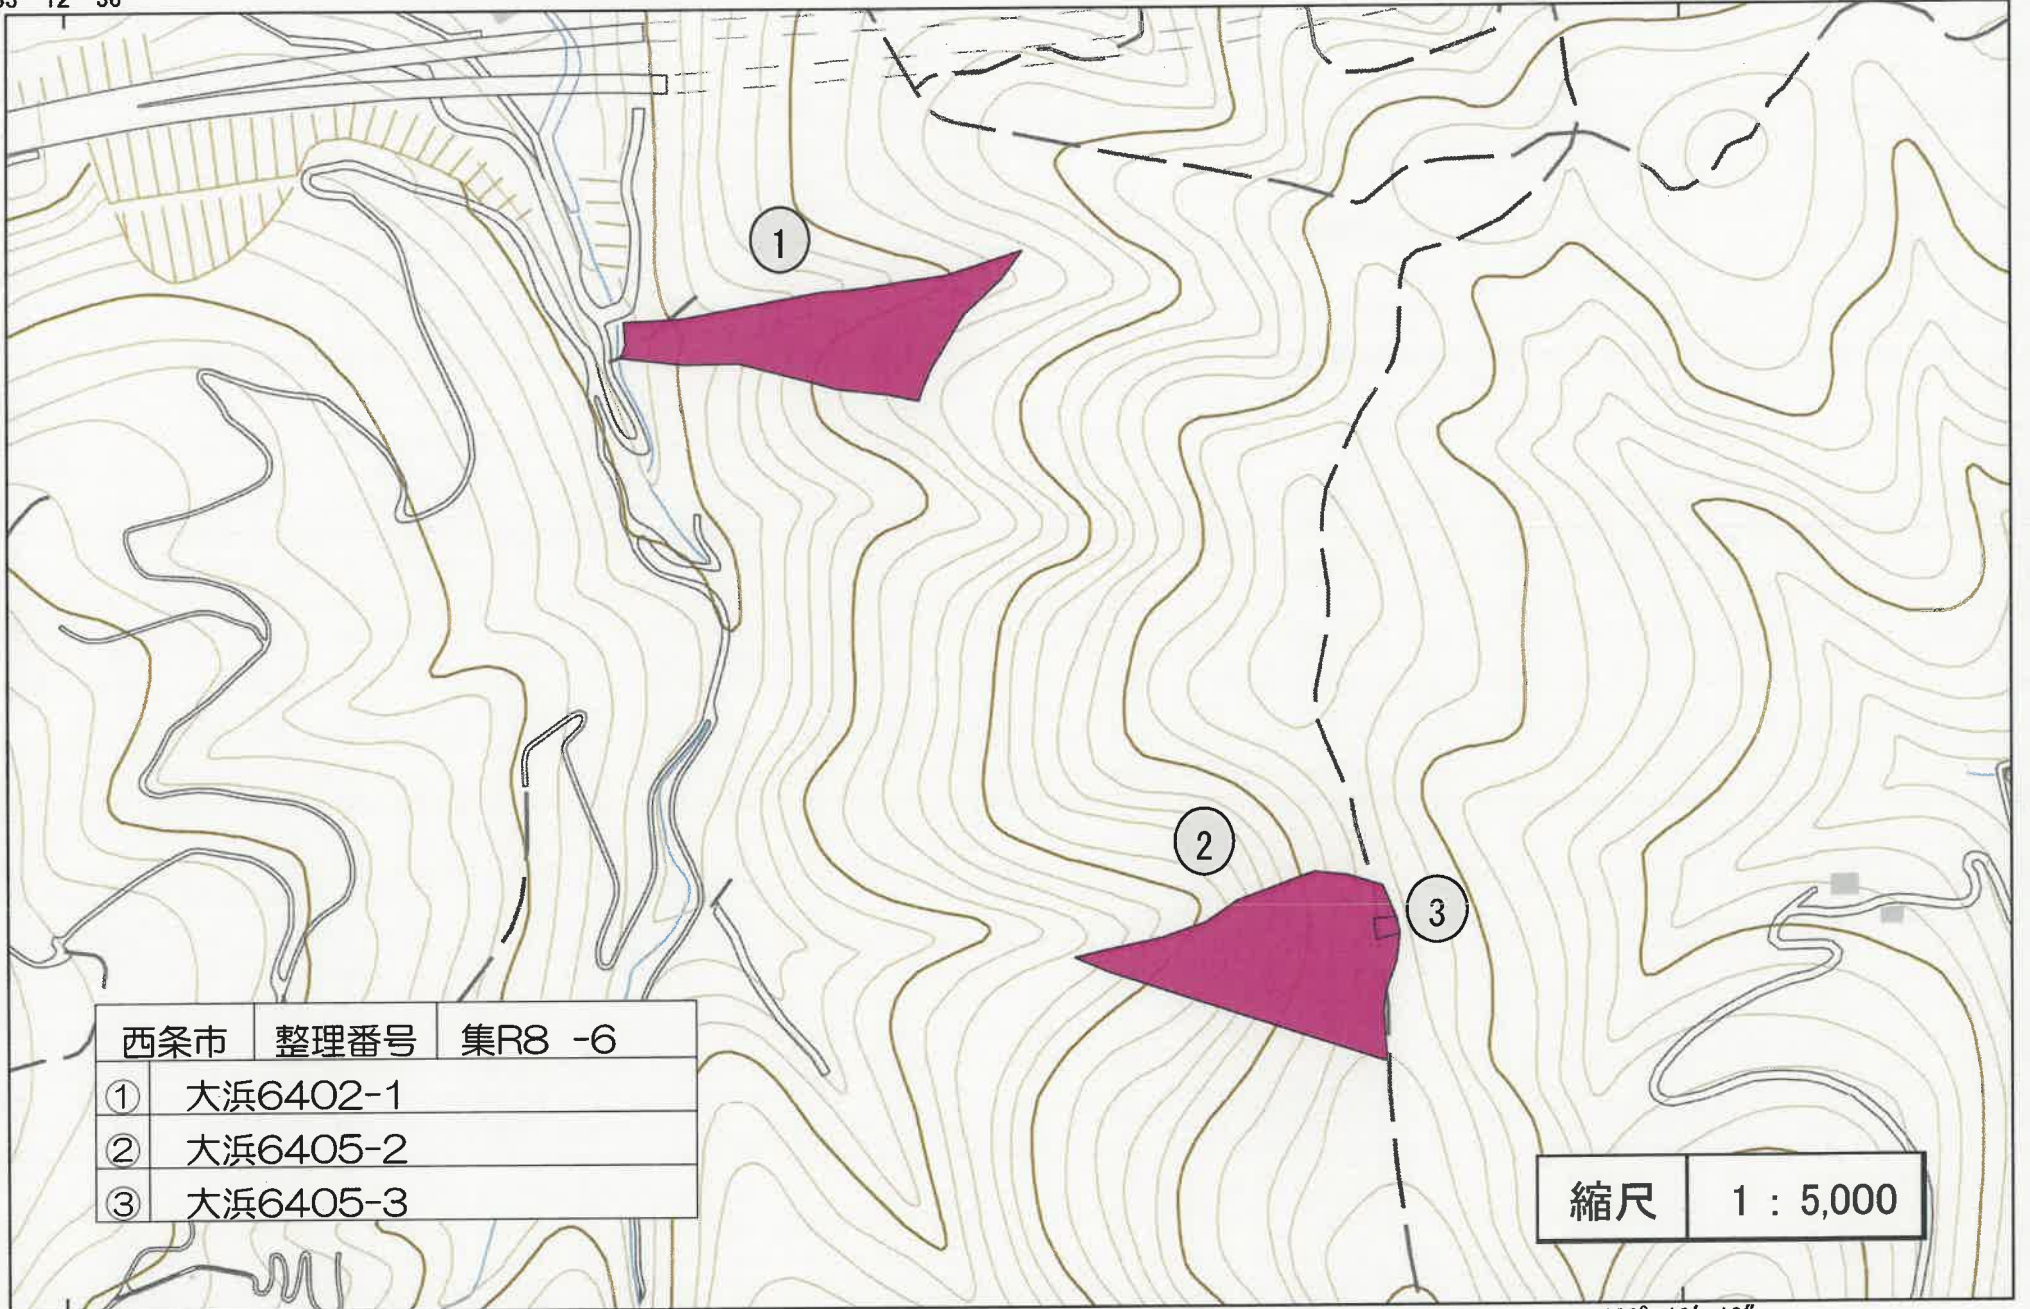 ①
②
③
西条市 整理番号 集R8 -6
① 大浜6402-1
② 大浜6405-2
③ 大浜6405-3
縮尺 1 : 5,000